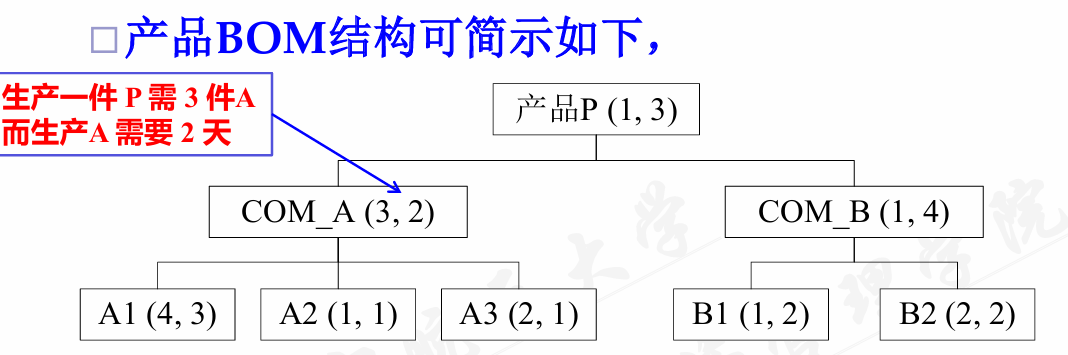 产品BOM结构可简示如下，
生产一件 P 需 3 件A
而生产A 需要 2 天
产品P (1, 3)
COM_A (3, 2)
COM_B (1, 4)
A1 (4, 3)
A2 (1, 1)
A3 (2, 1)
B1 (1, 2)
B2 (2, 2)